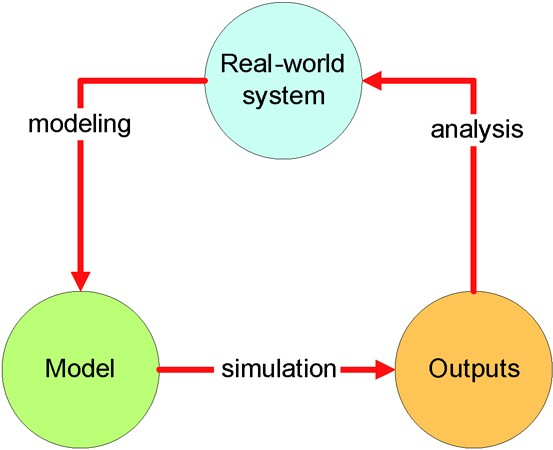 Real-world
system
modeling
analysis
Model
simulation
Outputs